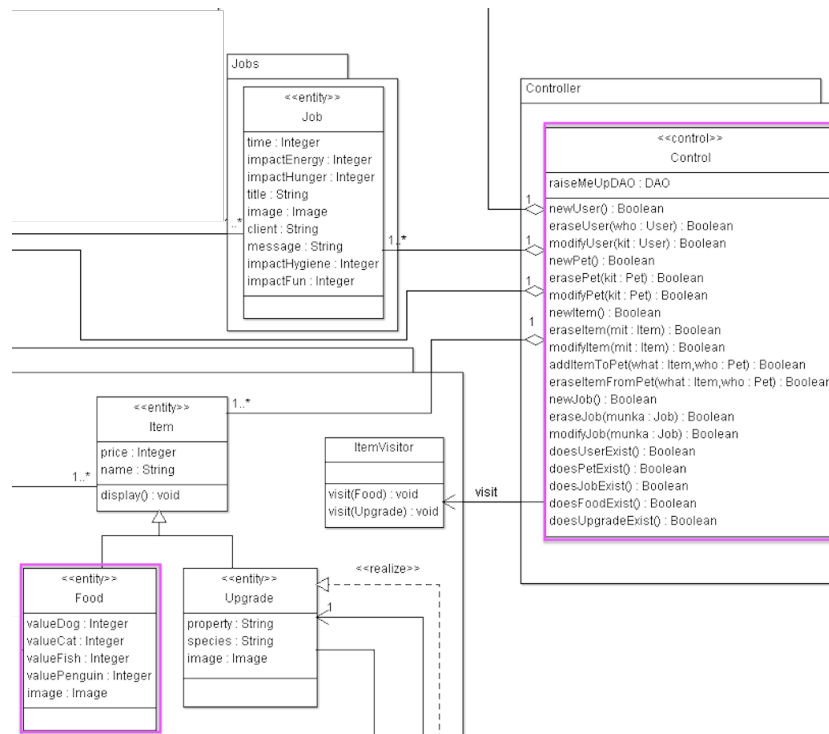 Jobs
<<entity>>
Job
time : Integer
impactEnergy : Integer
impactHunger : Integer
title : String
image : Image
client : String
message : String
impactHygiene : Integer
impactFun : Integer
..*
1..*
Controller
<<control>>
Control
raiseMeUpDAO : DAO
newUser() : Boolean
eraseUser(who : User) : Boolean
modifyUser(kit : User) : Boolean
newPet() : Boolean
erasePet(kit : Pet) : Boolean
modifyPet(kit : Pet) : Boolean
newItem() : Boolean
eraseItem(mit : Item) : Boolean
modifyItem(mit : Item) : Boolean
addItemToPet(what : Item,who : Pet) : Boolean
eraseItemFromPet(what : Item,who : Pet) : Boolean
newJob() : Boolean
eraseJob(munka : Job) : Boolean
modifyJob(munka : Job) : Boolean
doesUserExist() : Boolean
doesPetExist() : Boolean
doesJobExist() : Boolean
doesFoodExist() : Boolean
doesUpgradeExist() : Boolean
1
1
1
1
<<entity>>
Item
price : Integer
name : String
display() : void
1..*
1..*
ItemVisitor
visit(Food) : void
visit(Upgrade) : void
visit
<<entity>>
Food
valueDog : Integer
valueCat : Integer
valueFish : Integer
valuePenguin : Integer
image : Image
<<entity>>
Upgrade
property : String
species : String
image : Image
<<realize>>
1